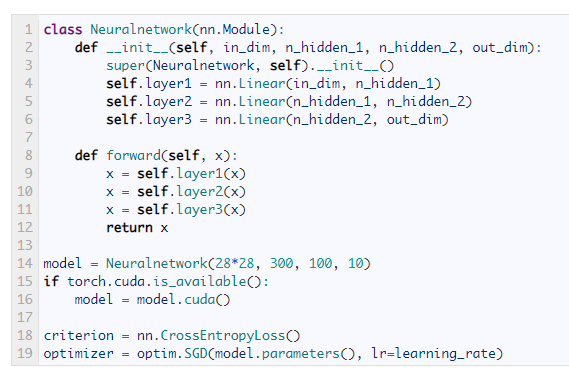 1 class Neuralnetwork(nn.Module):
2     def __init__(self, in_dim, n_hidden_1, n_hidden_2, out_dim):
3         super(Neuralnetwork, self).__init__()
4         self.layer1 = nn.Linear(in_dim, n_hidden_1)
5         self.layer2 = nn.Linear(n_hidden_1, n_hidden_2)
6         self.layer3 = nn.Linear(n_hidden_2, out_dim)
7
8     def forward(self, x):
9         x = self.layer1(x)
10         x = self.layer2(x)
11         x = self.layer3(x)
12         return x
13
14 model = Neuralnetwork(28*28, 300, 100, 10)
15 if torch.cuda.is_available():
16     model = model.cuda()
17
18 criterion = nn.CrossEntropyLoss()
19 optimizer = optim.SGD(model.parameters(), lr=learning_rate)